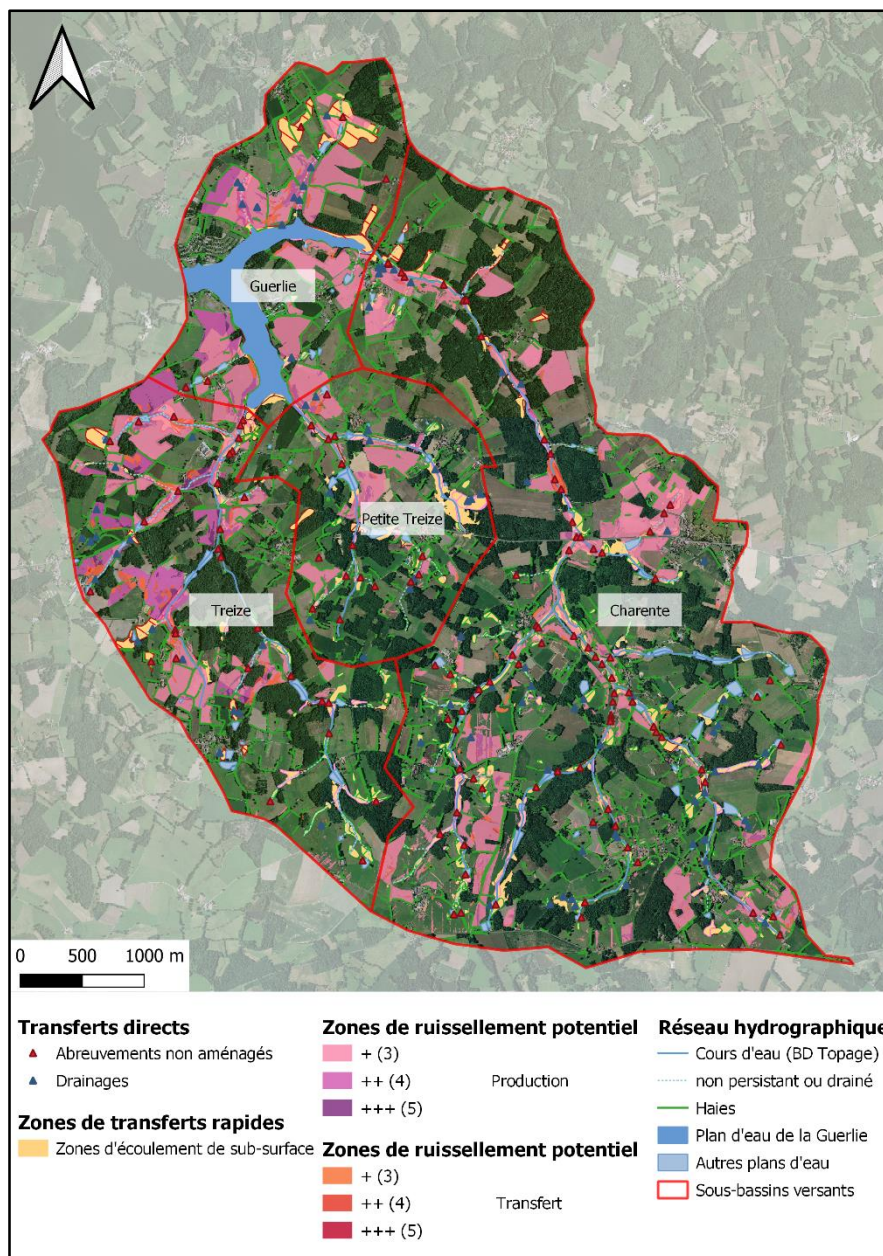 Guerlie
Petite Treize
Treize
Charente
0 500 1000 m
Transferts directs
Abreuvements non aménagés
Drainages
Zones de transferts rapides
Zones d'écoulement de sub-surface
Zones de ruissellement potentiel
+ (3)
++ (4) Production
+++ (5)
Zones de ruissellement potentiel
+ (3)
++ (4) Transfert
+++ (5)
Réseau hydrographique
Cours d'eau (BD Topage)
non persistant ou drainé
Haies
Plan d'eau de la Guerlie
Autres plans d'eau
Sous-bassins versants